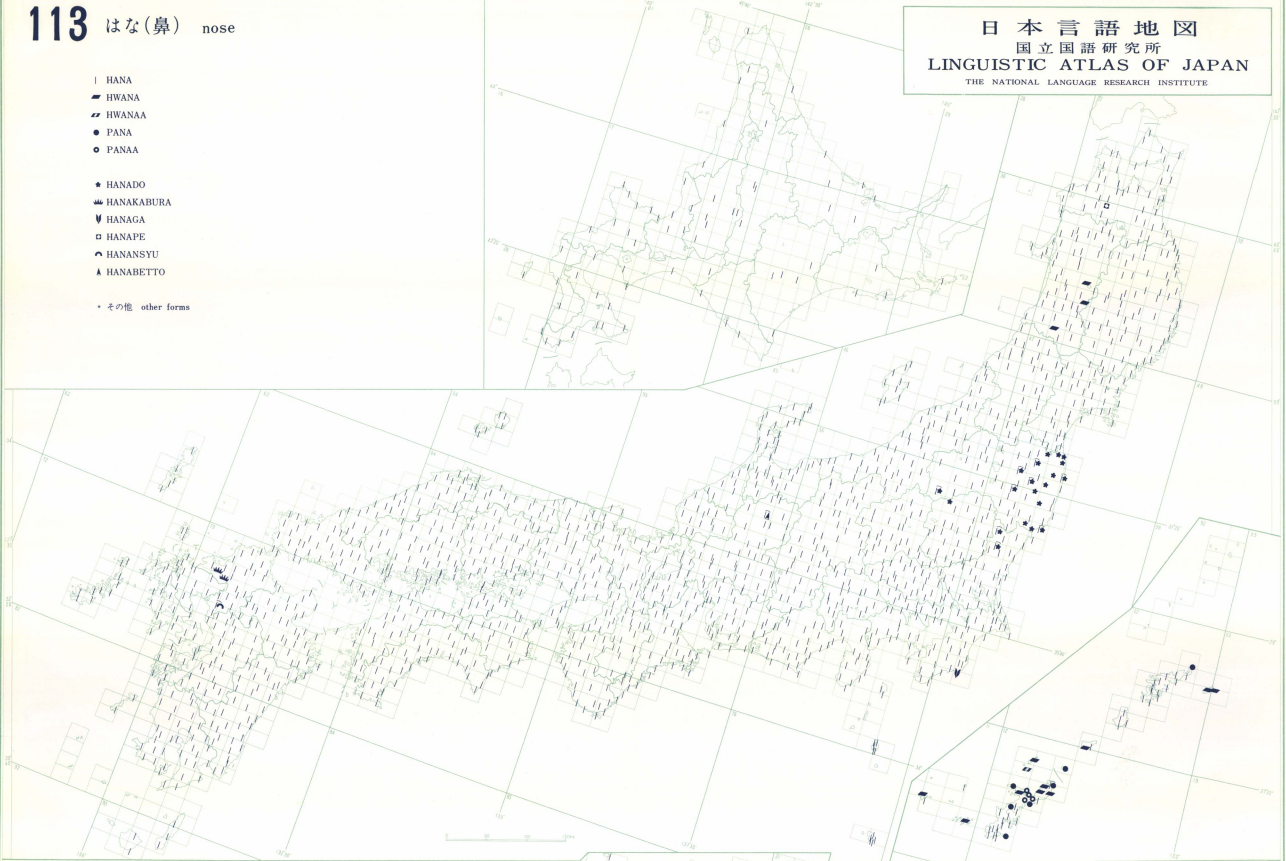 113 はな(鼻) nose
HANA
HWANA
HWANAA
PANA
PANAA
HANADO
HANAKABURA
HANAGA
HANAPE
HANANSYU
HANABETTO
その他 other forms
日本言語地図
国立国語研究所
LINGUISTIC ATLAS OF JAPAN
THE NATIONAL LANGUAGE RESEARCH INSTITUTE